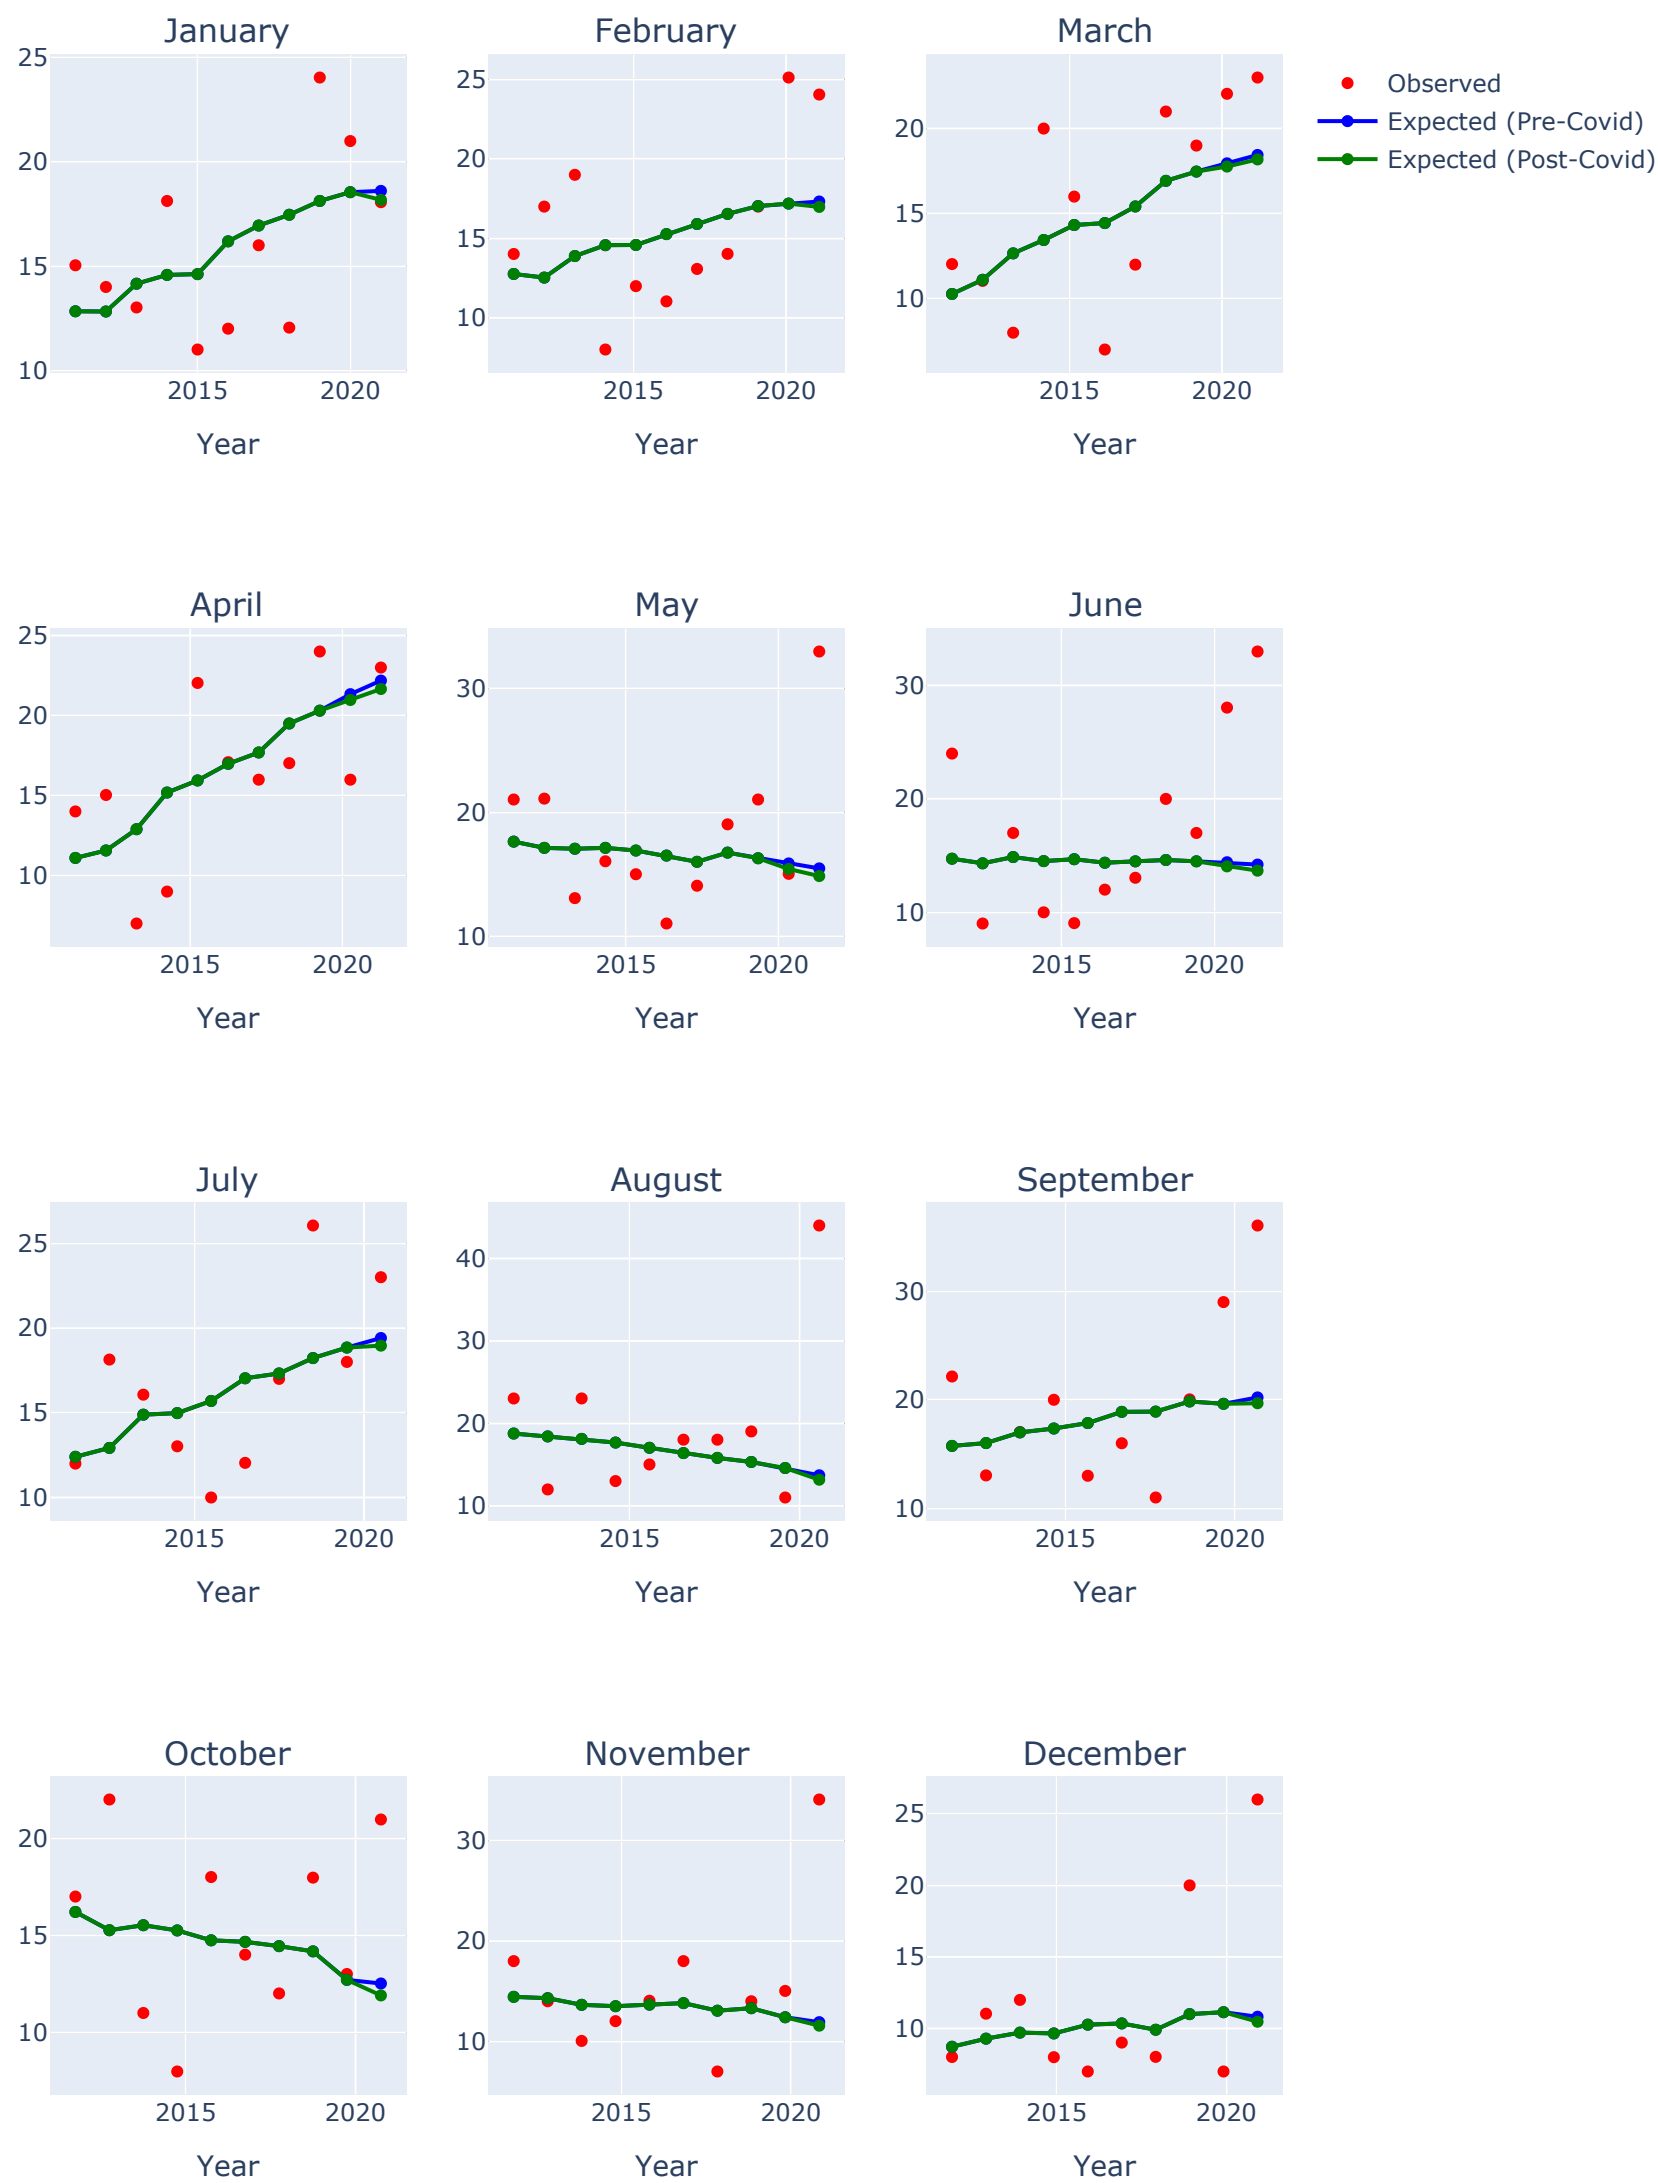 January February March
25
20
15
10
2015 2020
Year
25
20
15
10
2015 2020
Year
20
15
10
2015 2020
Year
Observed
Expected (Pre-Covid)
Expected (Post-Covid)
April May June
25
20
15
10
2015 2020
Year
30
20
10
2015 2020
Year
30
20
10
2015 2020
Year
July August September
25
20
15
10
2015 2020
Year
40
30
20
10
2015 2020
Year
30
20
10
2015 2020
Year
October November December
20
15
10
2015 2020
Year
30
20
10
2015 2020
Year
25
20
15
10
2015 2020
Year